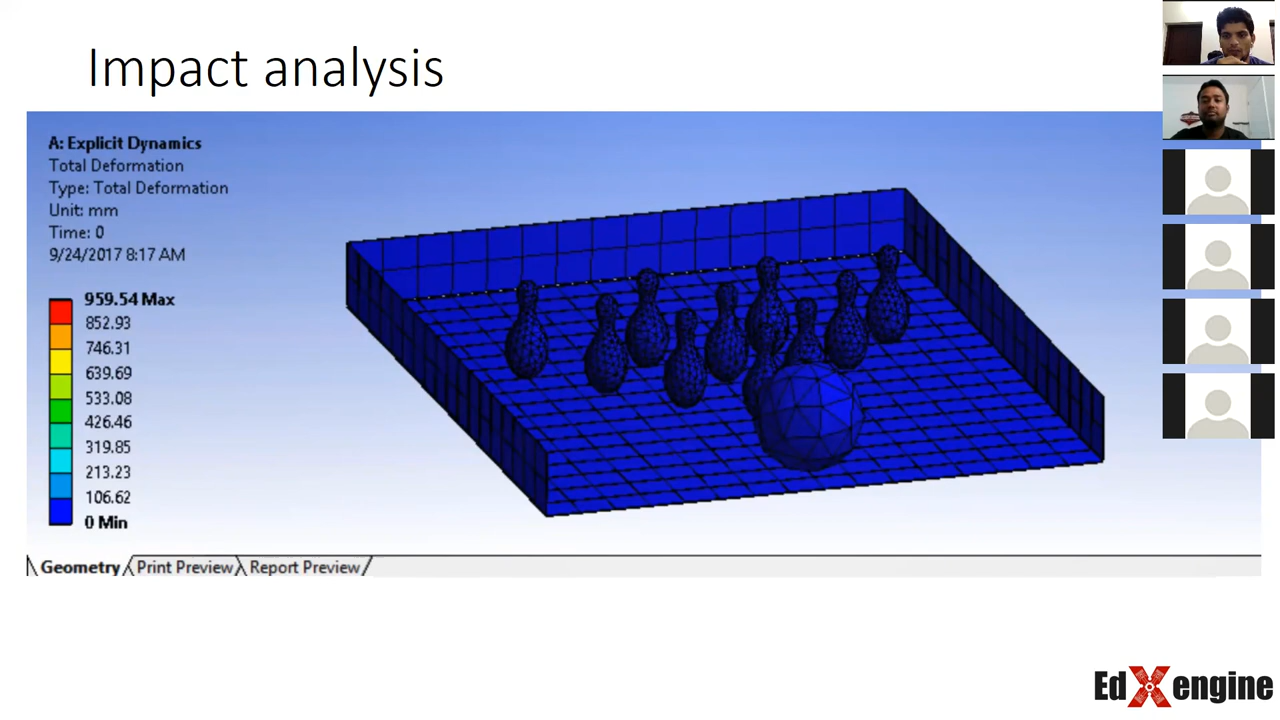 Impact analysis
A: Explicit Dynamics
Total Deformation
Type: Total Deformation
Unit: mm
Time: 0
9/24/2017 8:17 AM
959.54 Max
852.93
746.31
639.69
533.08
426.46
319.85
213.23
106.62
0 Min
Geometry Print Preview Report Preview
EdXengine